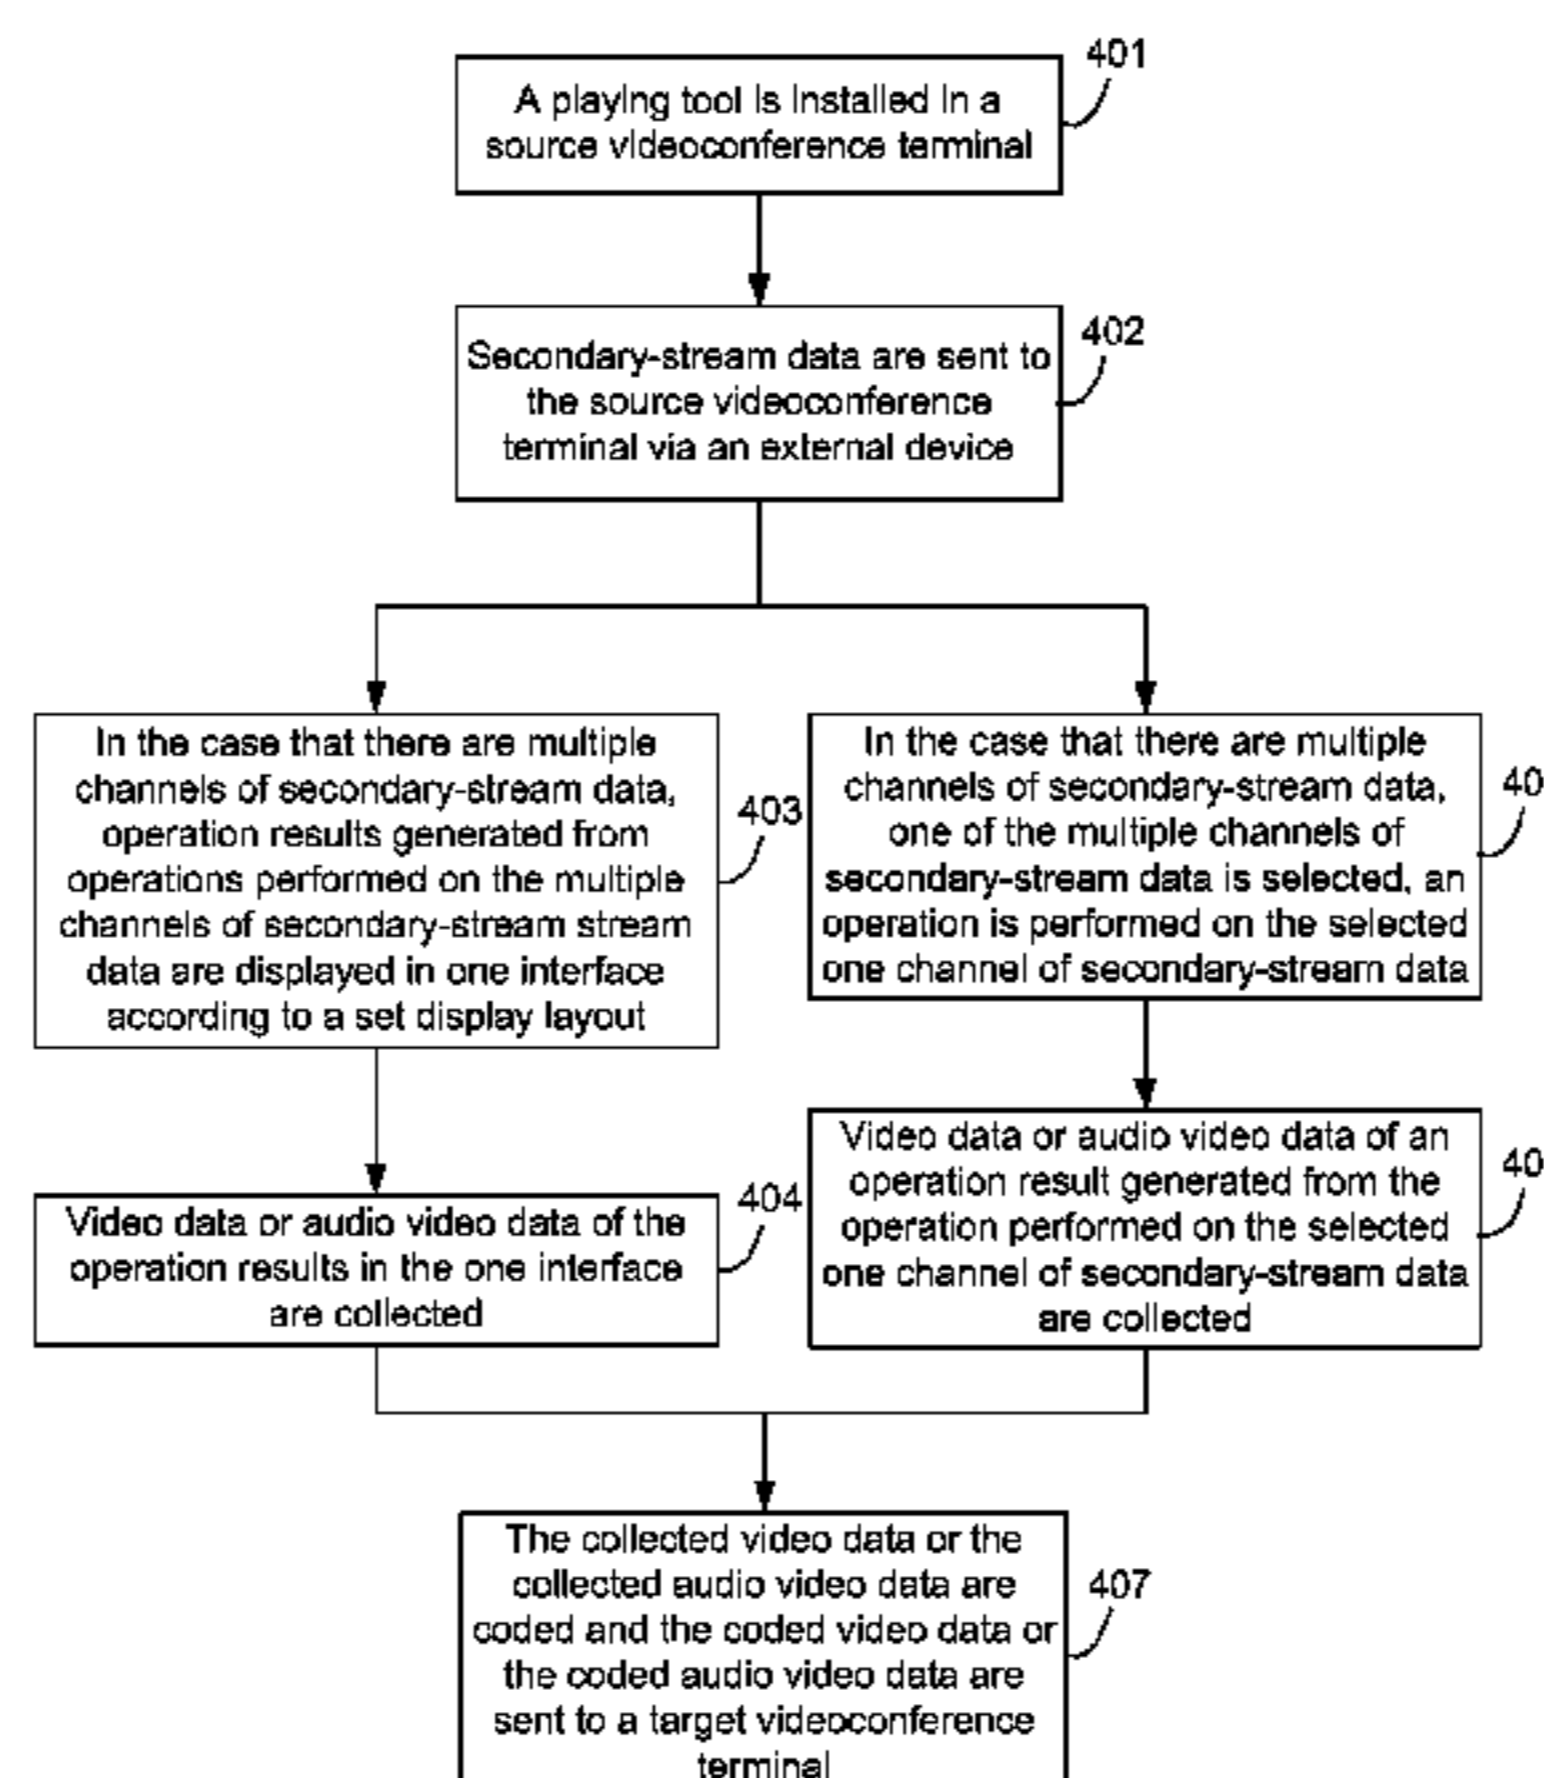 401
A playing tool is installed in a
source videoconference terminal
402
Secondary-stream data are sent to
the source videoconference
terminal via an external device
403
In the case that there are multiple
channels of secondary-stream data,
operation results generated from
operations performed on the multiple
channels of secondary-stream stream
data are displayed in one interface
according to a set display layout
40
In the case that there are multiple
channels of secondary-stream data,
one of the multiple channels of
secondary-stream data is selected, an
operation is performed on the selected
one channel of secondary-stream data
404
Video data or audio video data of the
operation results in the one interface
are collected
40
Video data or audio video data of an
operation result generated from the
operation performed on the selected
one channel of secondary-stream data
are collected
407
The collected video data or the
collected audio video data are
coded and the coded video data or
the coded audio video data are
sent to a target videoconference
terminal